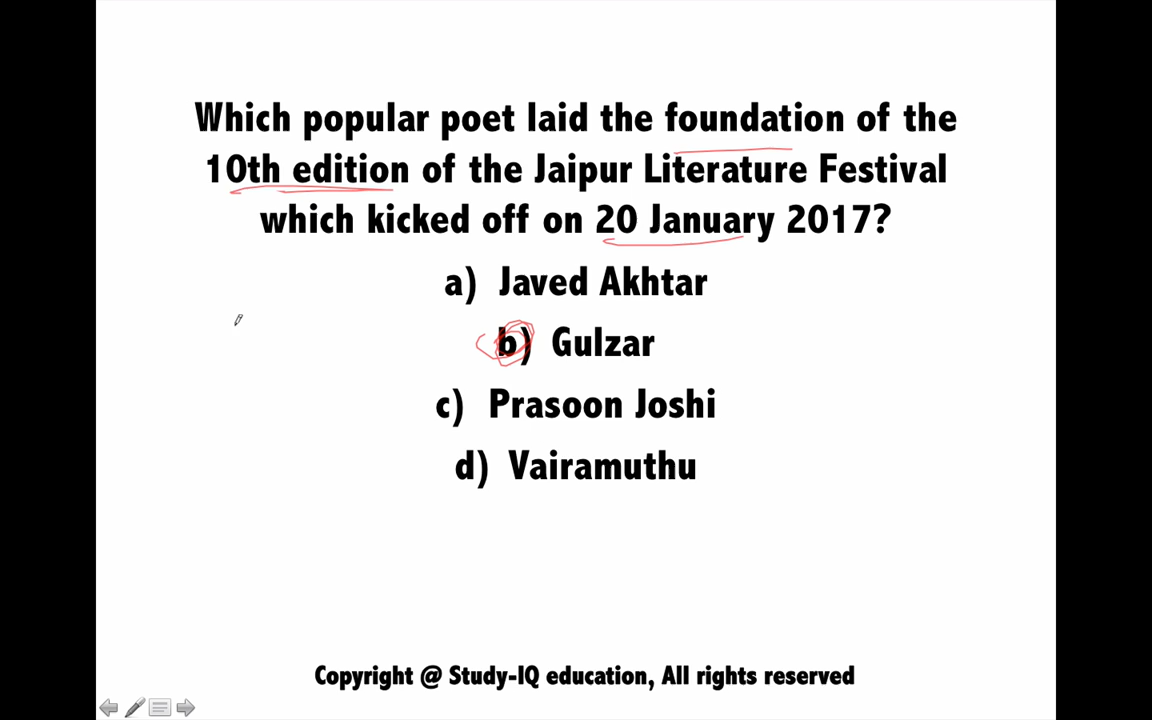 Which popular poet laid the foundation of the
10th edition of the Jaipur Literature Festival
which kicked off on 20 January 2017?
a) Javed Akhtar
b) Gulzar
c) Prasoon Joshi
d) Vairamuthu
Copyright @ Study-IQ education, All rights reserved